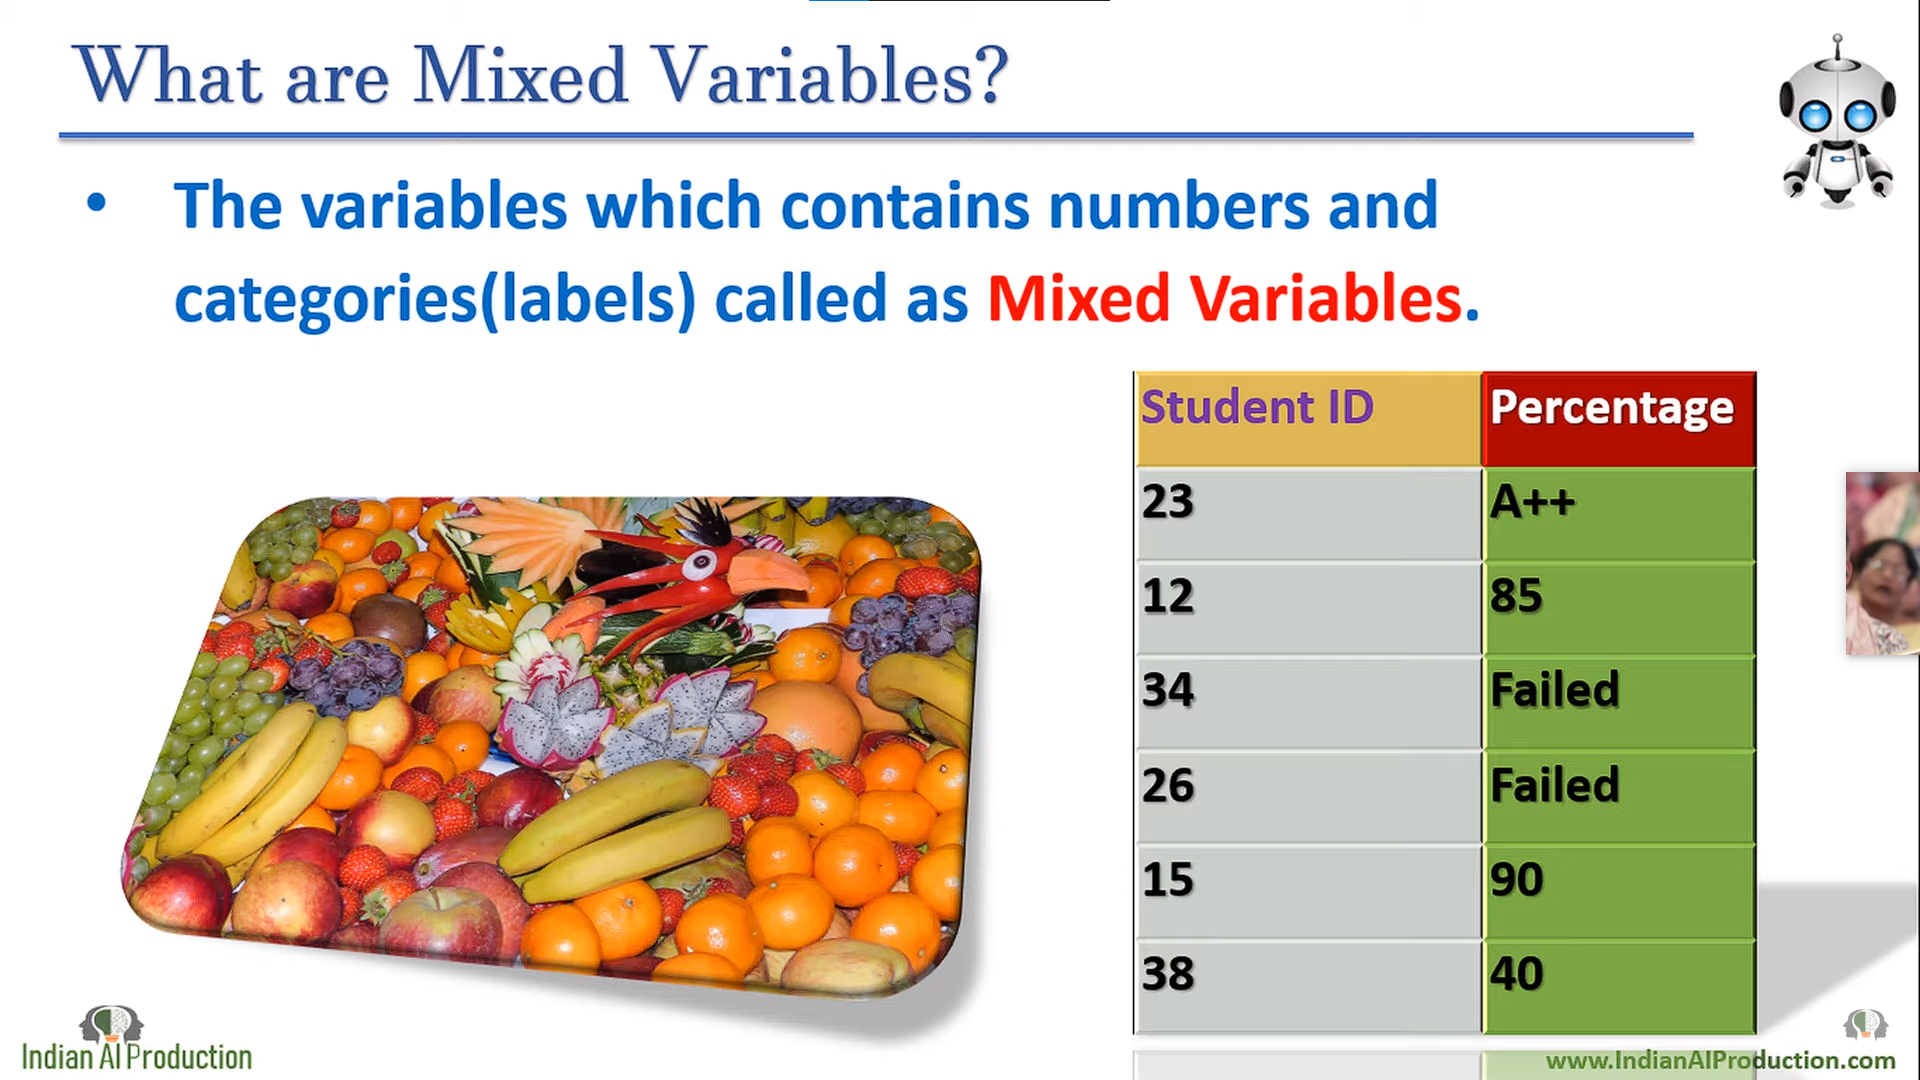 What are Mixed Variables?
• The variables which contains numbers and
categories(labels) called as Mixed Variables.
Student ID Percentage
23 A++
12 85
34 Failed
26 Failed
15 90
38 40
Indian AI Production
www.IndianAIProduction.com